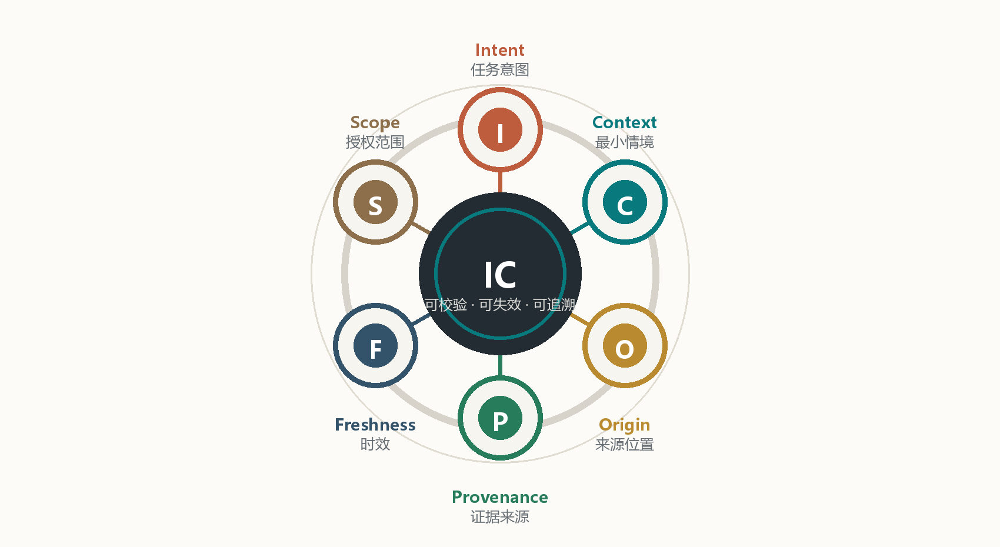 Intent
任务意图
I
Scope
授权范围
S
Context
最小情境
C
IC
可校验 · 可失效 · 可追溯
F
Freshness
时效
O
Origin
来源位置
P
Provenance
证据来源